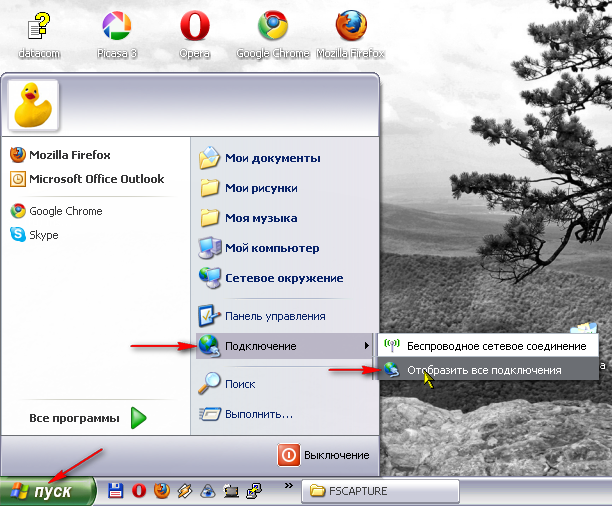 datacom
Picasa 3
Opera
Google Chrome
Mozilla Firefox
Mozilla Firefox
Microsoft Office Outlook
Google Chrome
Skype
Все программы
Мои документы
Мои рисунки
Моя музыка
Мой компьютер
Сетевое окружение
Панель управления
Подключение
Поиск
Выполнить...
Беспроводное сетевое соединение
Отобразить все подключения
а
Выключение
пуск
»
FSCAPTURE